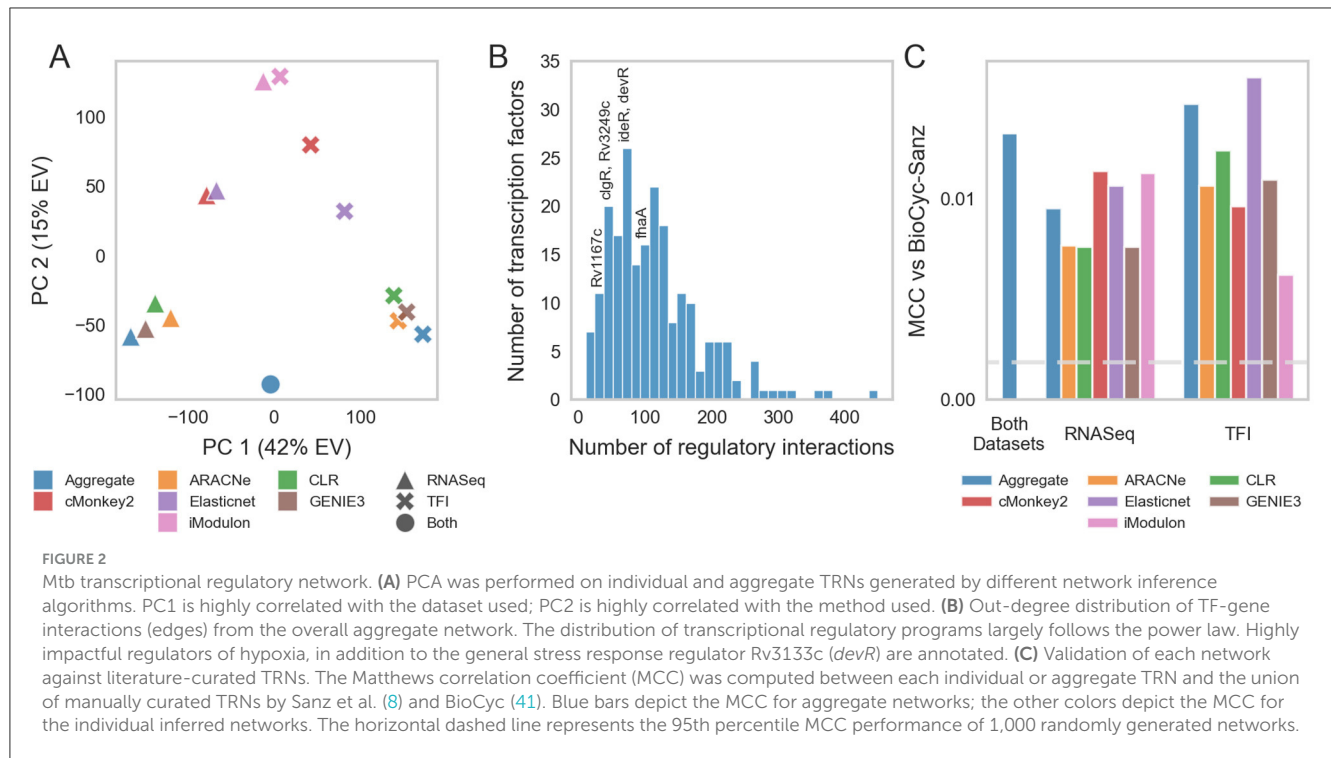 A
PC 2 (15% EV)
100
50
0
−50
−100
−100
0
100
PC 1 (42% EV)
Aggregate
ARACNe
CLR
cMonkey2
Elasticnet
GENIE3
iModulon
RNASeq
TFI
Both
B
Number of transcription factors
35
30
25
20
15
10
5
0
Rv1167c
clgR, Rv3249c
ideR, devR
fhaA
0
100
200
300
400
Number of regulatory interactions
C
MCC vs BioCyc-Sanz
0.01
0.00
Both
Datasets
RNASeq
TFI
Aggregate
ARACNe
CLR
cMonkey2
Elasticnet
GENIE3
iModulon
FIGURE 2
Mtb transcriptional regulatory network. (A) PCA was performed on individual and aggregate TRNs generated by different network inference
algorithms. PC1 is highly correlated with the dataset used; PC2 is highly correlated with the method used. (B) Out-degree distribution of TF-gene
interactions (edges) from the overall aggregate network. The distribution of transcriptional regulatory programs largely follows the power law. Highly
impactful regulators of hypoxia, in addition to the general stress response regulator Rv3133c (devR) are annotated. (C) Validation of each network
against literature-curated TRNs. The Matthews correlation coefficient (MCC) was computed between each individual or aggregate TRN and the union
of manually curated TRNs by Sanz et al. (8) and BioCyc (41). Blue bars depict the MCC for aggregate networks; the other colors depict the MCC for
the individual inferred networks. The horizontal dashed line represents the 95th percentile MCC performance of 1,000 randomly generated networks.